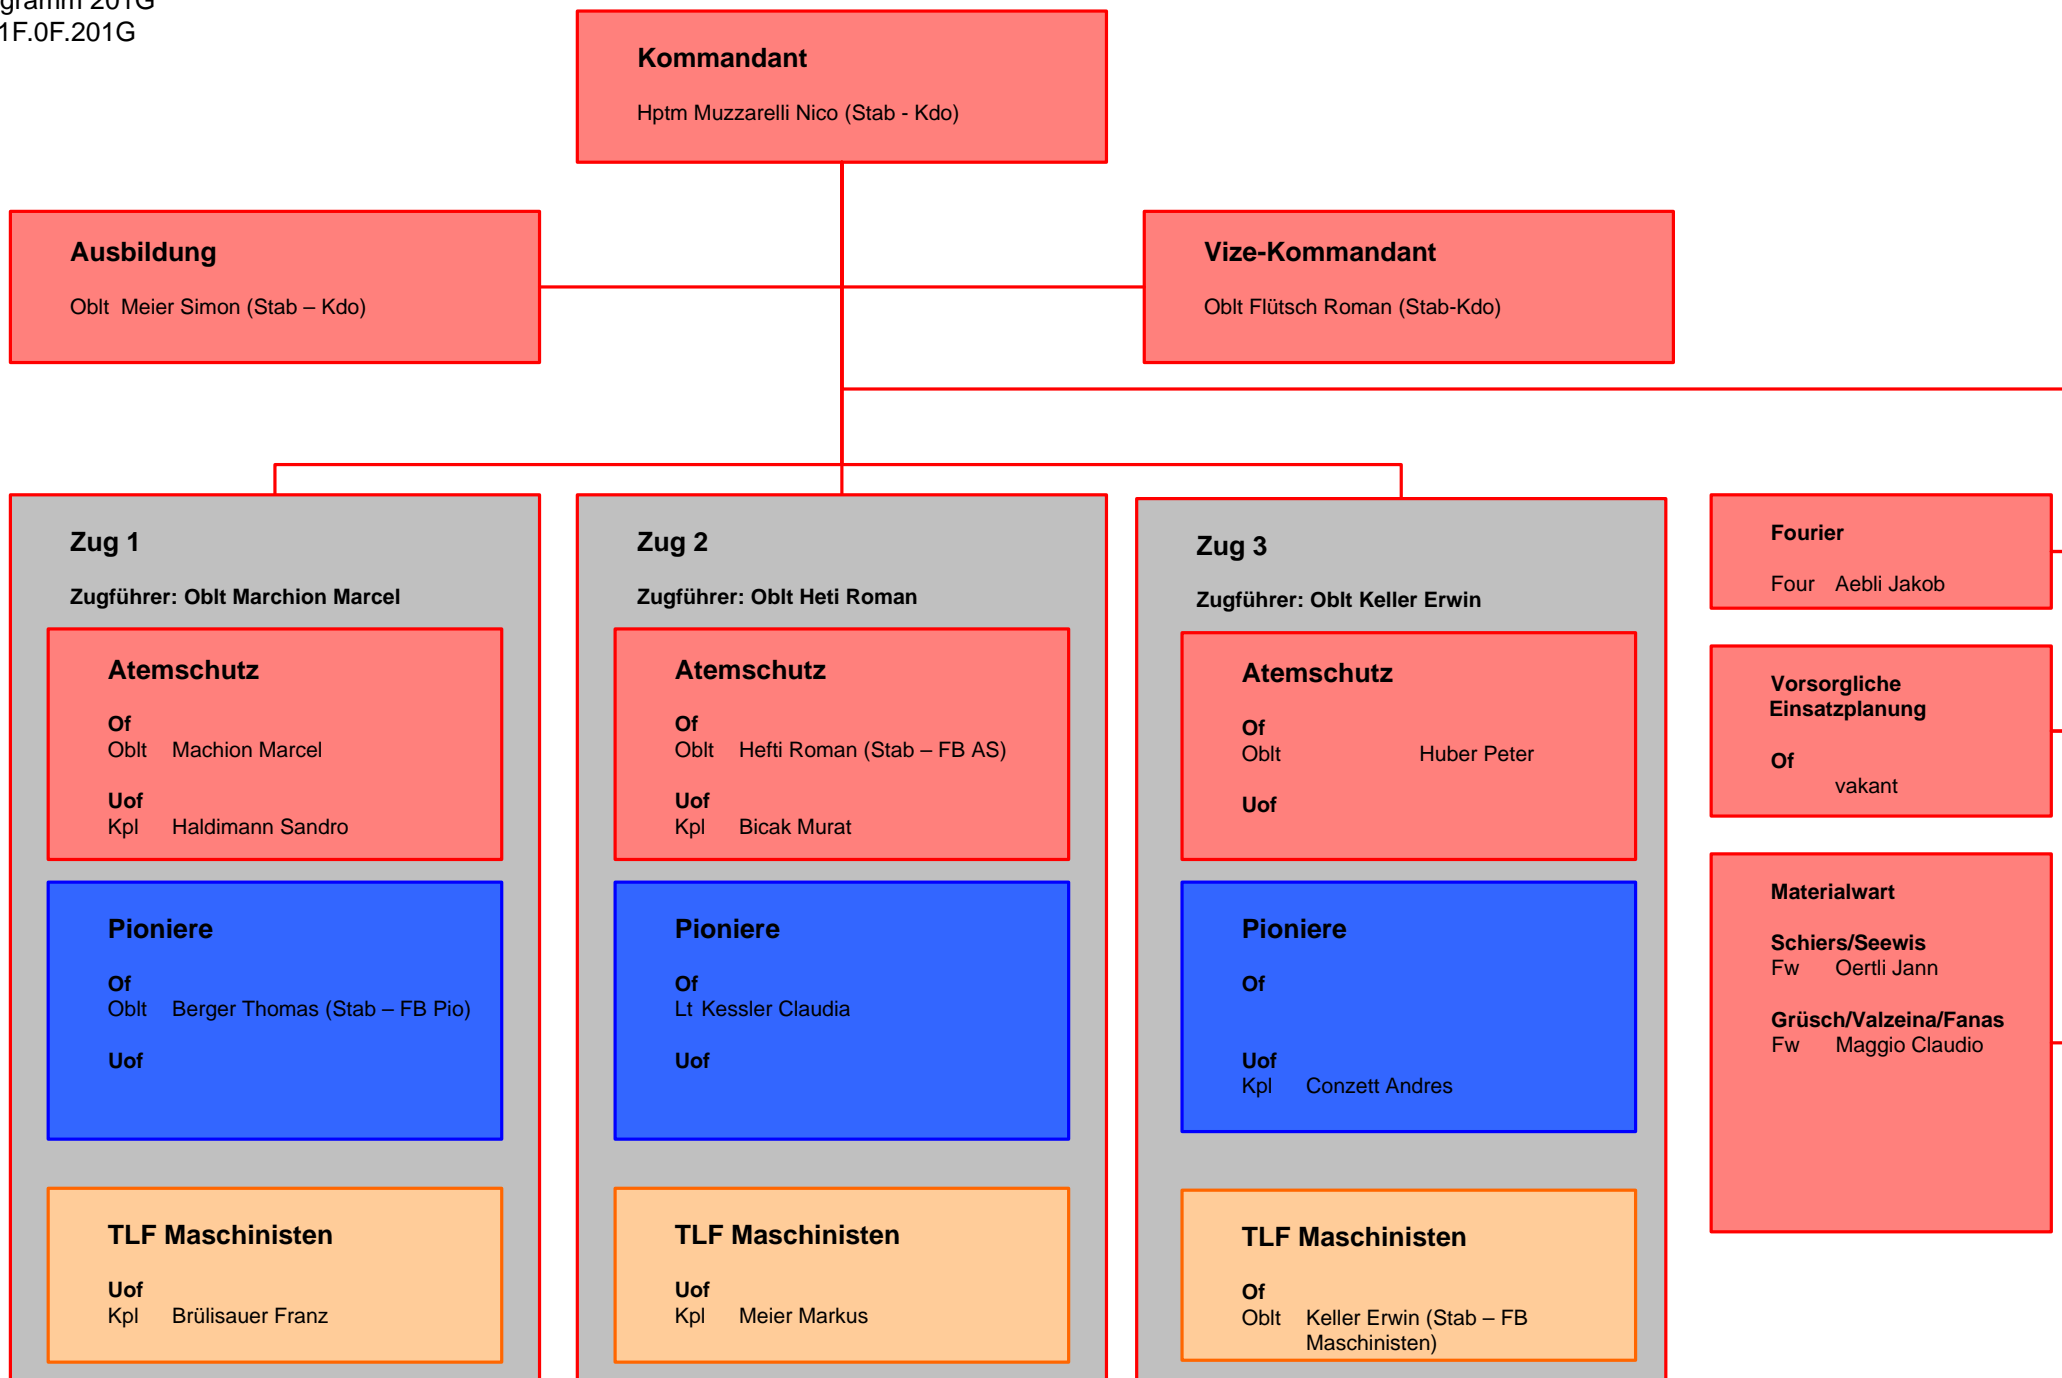 gramm 201G
1F.0F.201G
Kommandant
Hptm Muzzarelli Nico (Stab - Kdo)
Ausbildung
Oblt Meier Simon (Stab – Kdo)
Vize-Kommandant
Oblt Flütsch Roman (Stab-Kdo)
Zug 1
Zugführer: Oblt Marchion Marcel
Atemschutz
Of
Oblt Machion Marcel
Uof
Kpl Haldimann Sandro
Pioniere
Of
Oblt Berger Thomas (Stab – FB Pio)
Uof
TLF Maschinisten
Uof
Kpl Brülisauer Franz
Zug 2
Zugführer: Oblt Heti Roman
Atemschutz
Of
Oblt Hefti Roman (Stab – FB AS)
Uof
Kpl Bicak Murat
Pioniere
Of
Lt Kessler Claudia
Uof
TLF Maschinisten
Uof
Kpl Meier Markus
Zug 3
Zugführer: Oblt Keller Erwin
Atemschutz
Of
Oblt Huber Peter
Uof
Pioniere
Of
Uof
Kpl Conzett Andres
TLF Maschinisten
Of
Oblt Keller Erwin (Stab – FB
Maschinisten)
Fourier
Four Aebli Jakob
Vorsorgliche
Einsatzplanung
Of
vakant
Materialwart
Schiers/Seewis
Fw Oertli Jann
Grüsch/Valzeina/Fanas
Fw Maggio Claudio